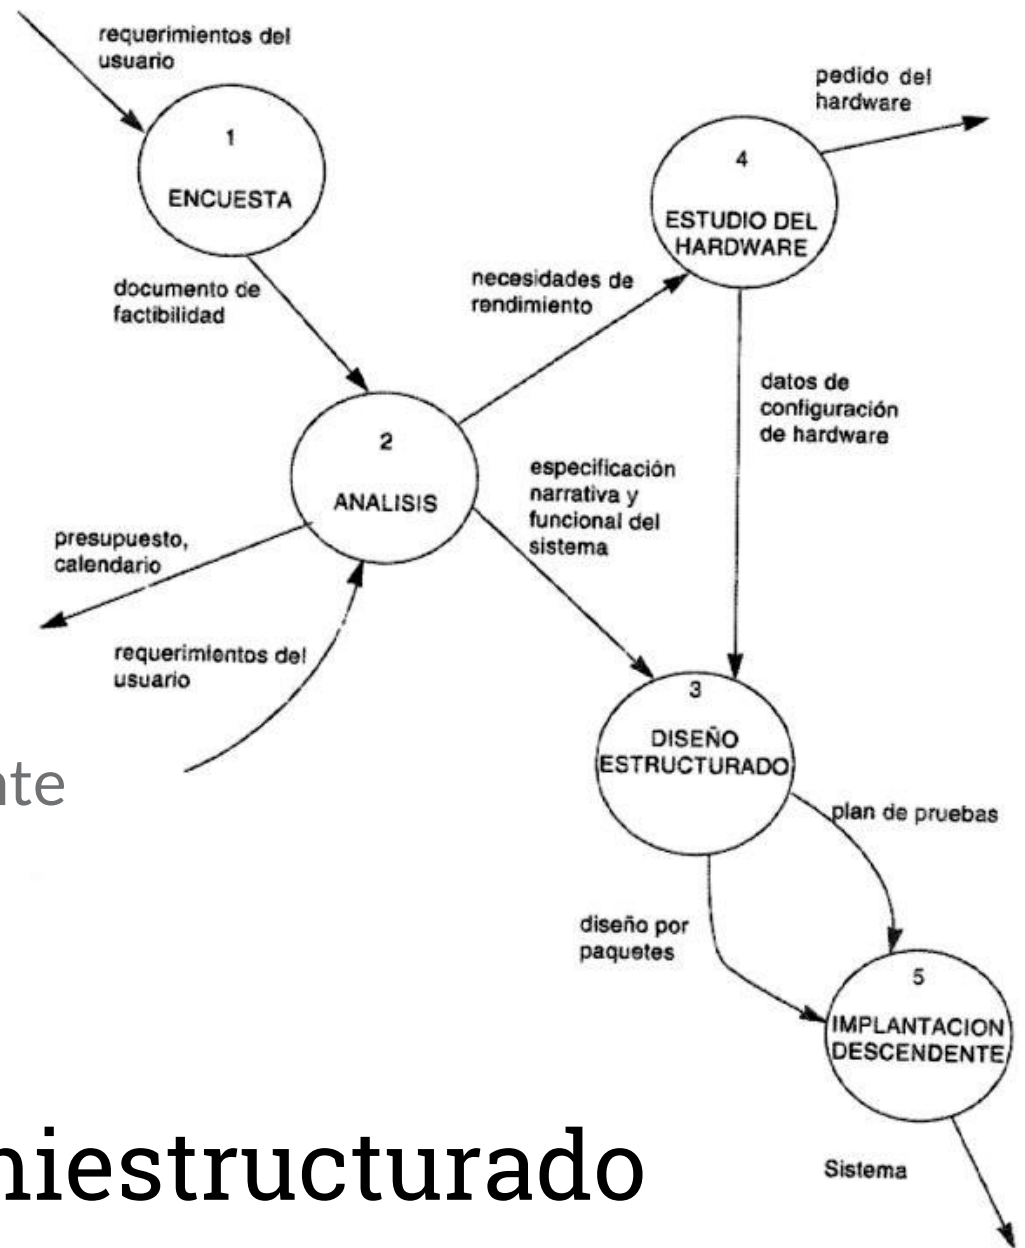 requerimientos del
usuario
1
ENCUESTA
pedido del
hardware
4
ESTUDIO DEL
HARDWARE
documento de
factibilidad
necesidades de
rendimiento
datos de
configuración
de hardware
2
ANALISIS
especificación
narrativa y
funcional del
sistema
presupuesto,
calendario
requerimientos del
usuario
3
DISEÑO
ESTRUCTURADO
nte
plan de pruebas
diseño por
paquetes
5
IMPLANTACION
DESCENDENTE
niestructurado
Sistema